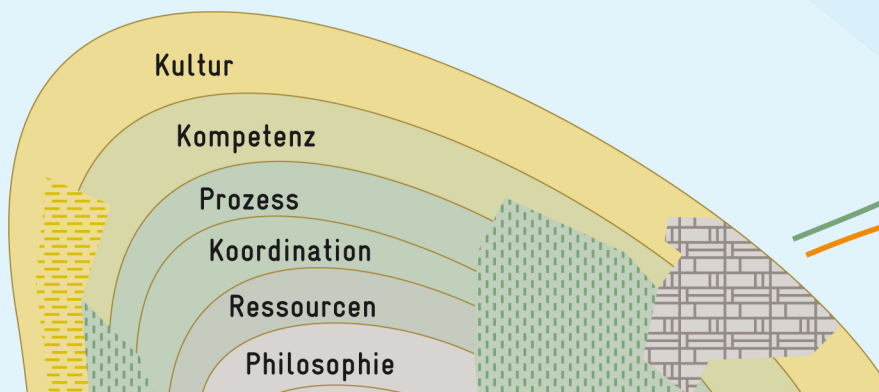 Kultur
Kompetenz
Prozess
Koordination
Ressourcen
Philosophie